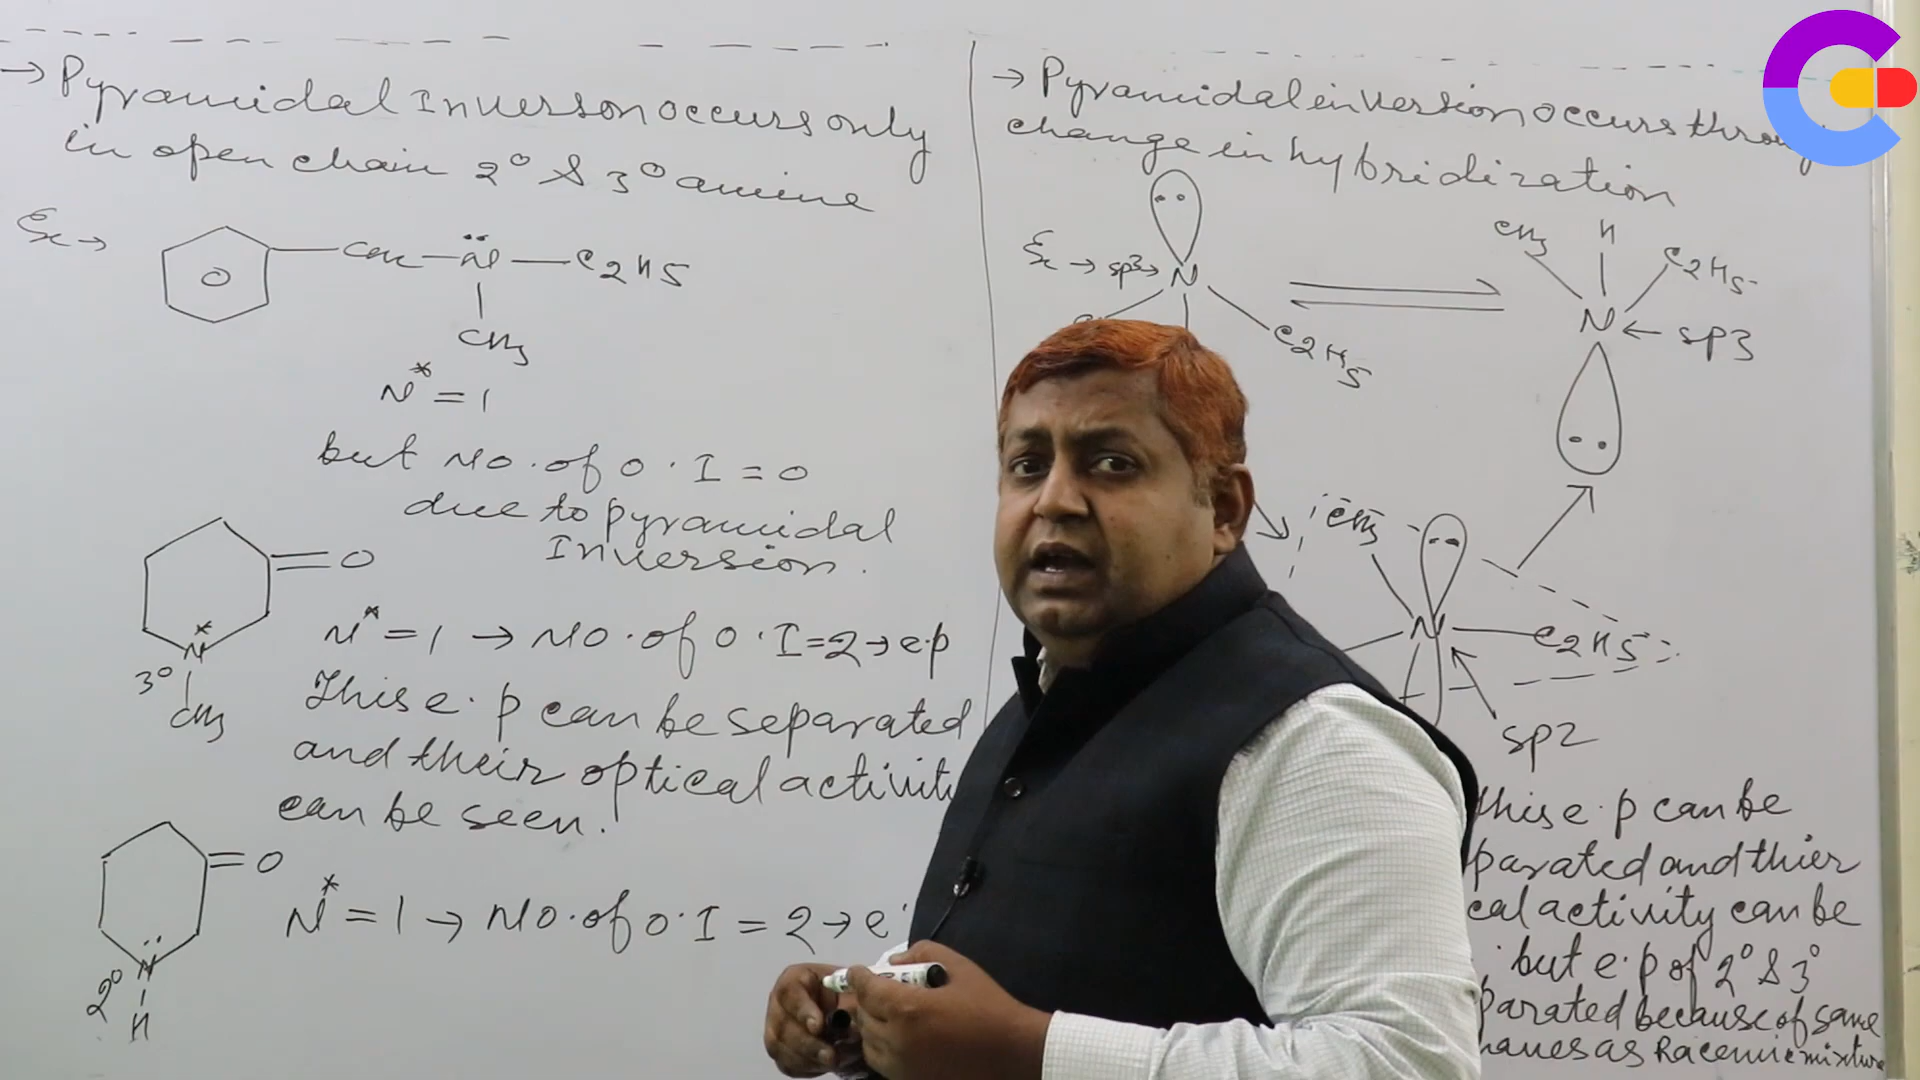 → Pyramidal Inverson occurs only
in open chain 2° & 3° amine
Ex →
N̈ — C2H5
CH3
N* = 1
but No. of O.I = 0
due to pyramidal
Inversion.
= O
N*
3°
CH3
N* = 1 → No. of O.I = 2 → e.p
This e.p can be separated
and their optical activit
can be seen.
= O
N̈
2°
H
N* = 1 → No. of O.I = 2 → e
→ Pyramidal inversion occurs
change in hybridization
Ex → sp3 → N
C2H5
CH3 H C2H5
N ← sp3
CH3
N C2H5
sp2
This e.p can be
parated and thier
cal activity can be
but e.p of 2° & 3°
parated because of same
haves as Racemic mixture